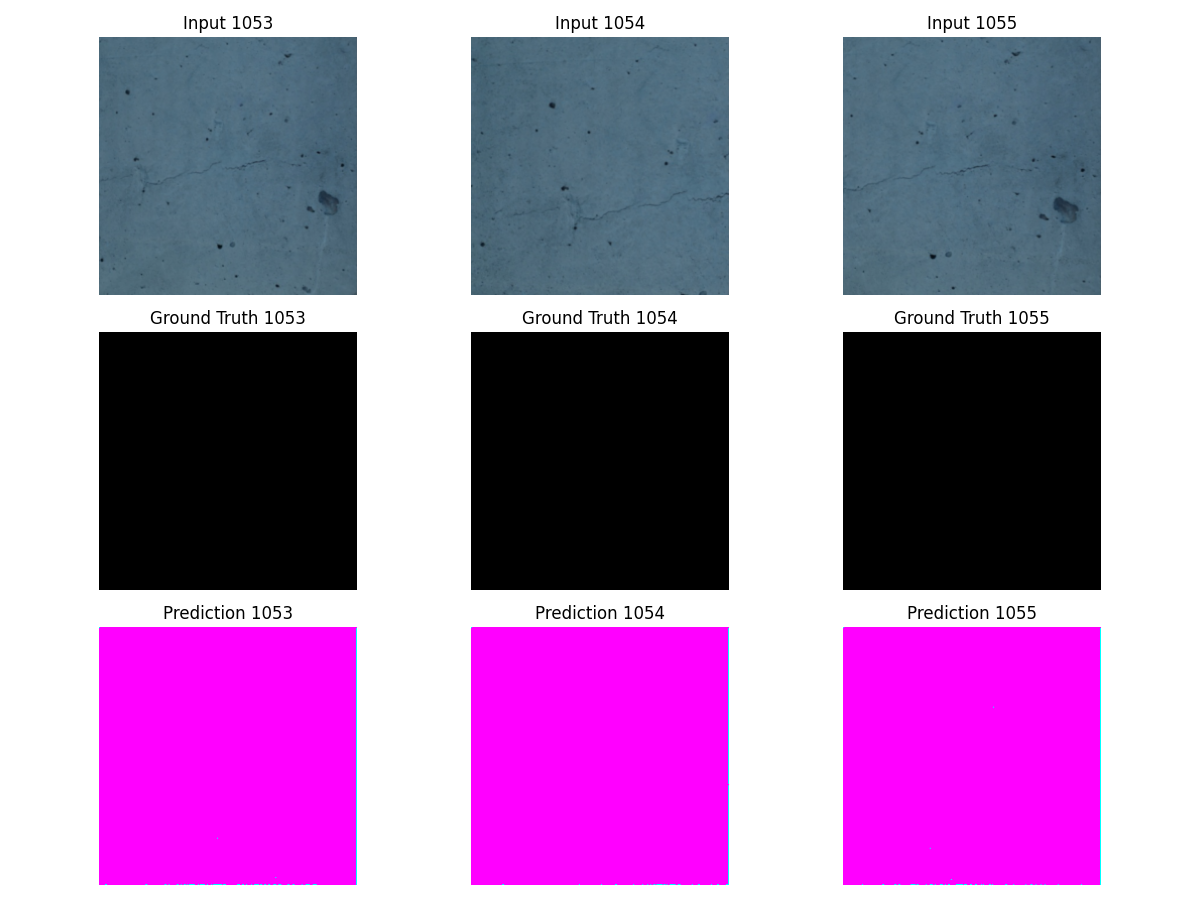 Input 1053
Input 1054
Input 1055
Ground Truth 1053
Ground Truth 1054
Ground Truth 1055
Prediction 1053
Prediction 1054
Prediction 1055